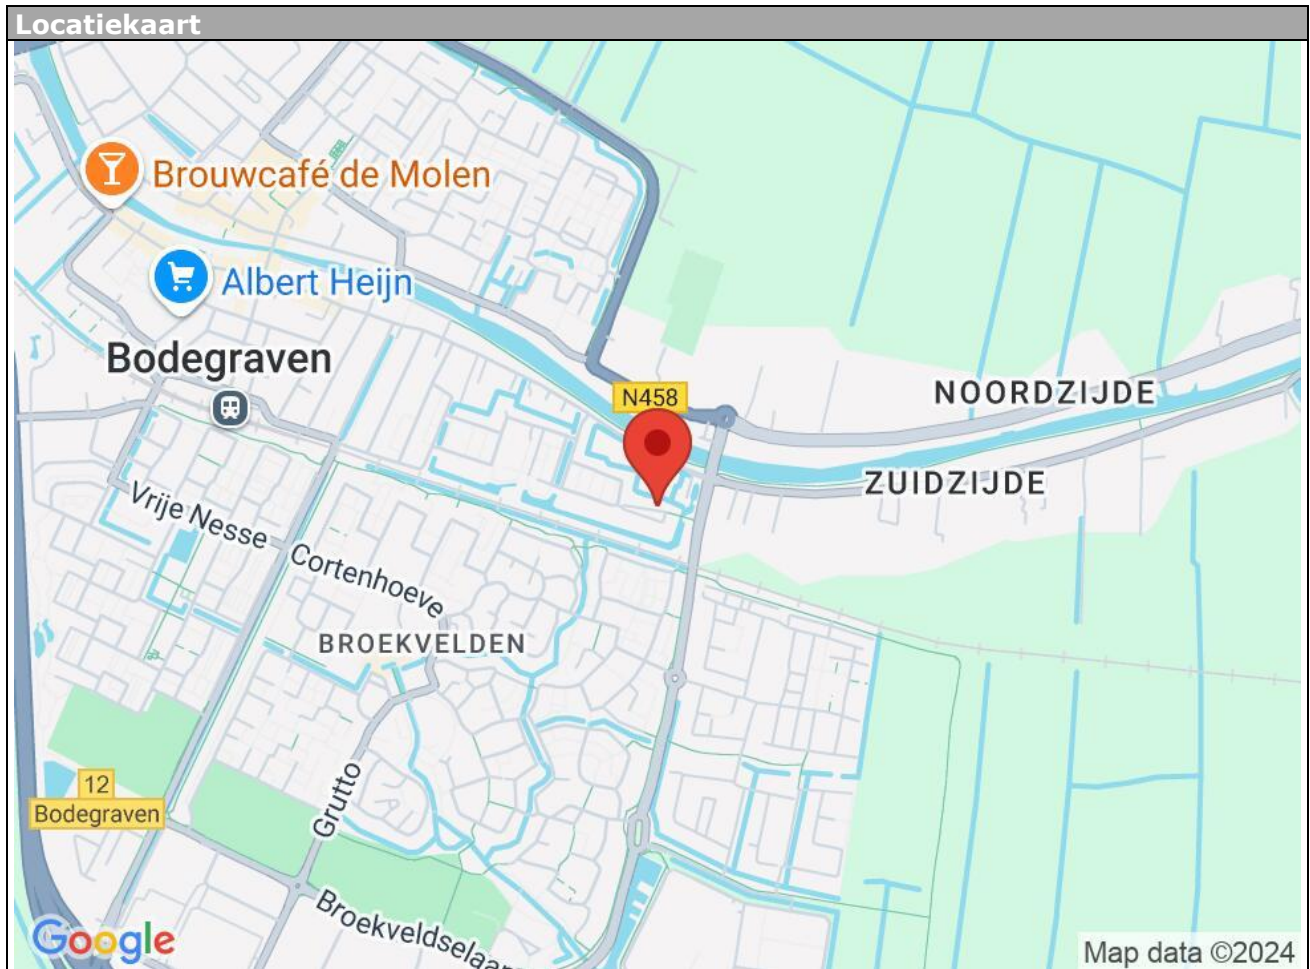 Locatiekaart
Brouwcafé de Molen
Albert Heijn
Bodegraven
N458
NOORDZIJDE
ZUIDZIJDE
Vrije Nesse
Cortenhoeve
BROEKVELDEN
Grutto
12
Bodegraven
Broekveldselaan
Google
Map data ©2024